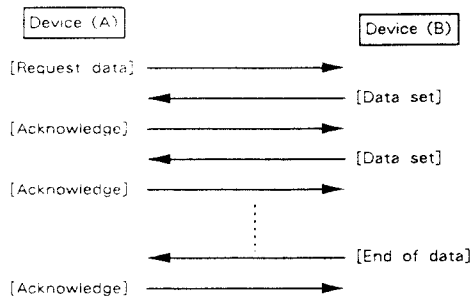 Device (A)
Device (B)
[Request data]
[Data set]
[Acknowledge]
[Data set]
[Acknowledge]
[End of data]
[Acknowledge]